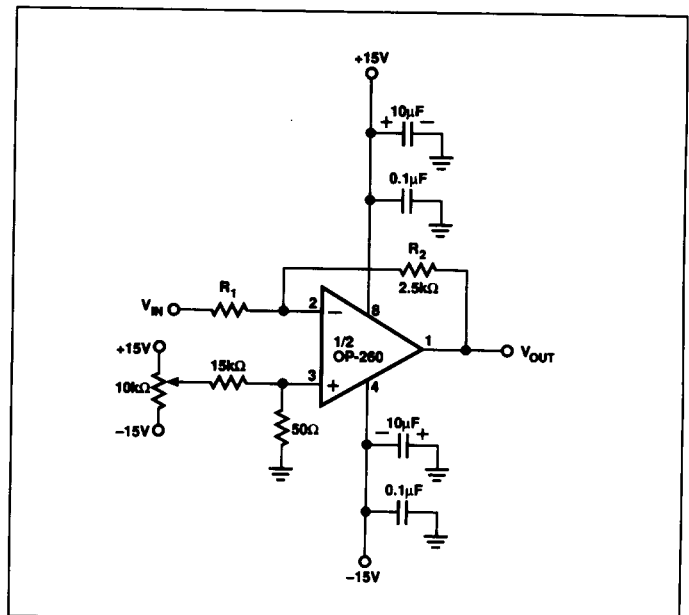 +15V
+ 10µF −
0.1µF
R2
2.5kΩ
R1
VIN
2 −
8
1/2
OP-260
1
VOUT
+15V
10kΩ
15kΩ
3 +
4
−15V
50Ω
− 10µF +
0.1µF
−15V